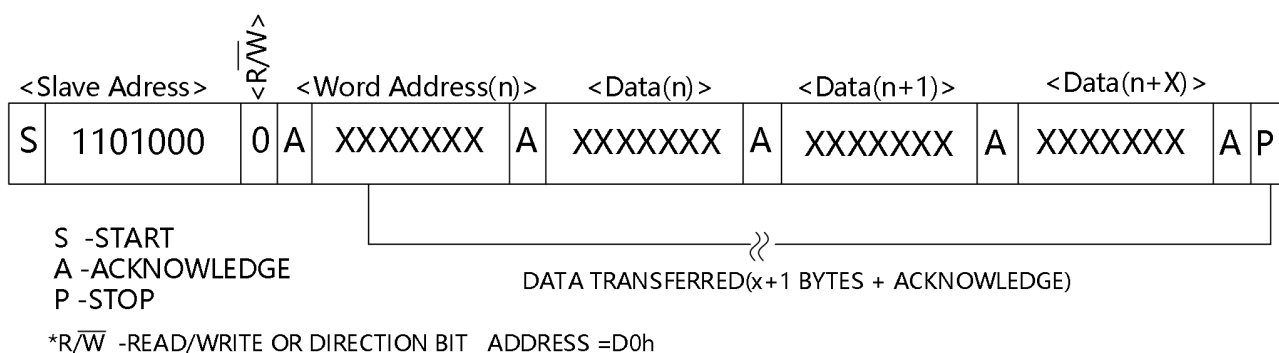 <R/W̅>
<Slave Adress> <Word Address(n)> <Data(n)> <Data(n+1)> <Data(n+X)>
S 1101000 0 A XXXXXXX A XXXXXXX A XXXXXXX A XXXXXXX A P
S -START
A -ACKNOWLEDGE
P -STOP
DATA TRANSFERRED(x+1 BYTES + ACKNOWLEDGE)
*R/W̅ -READ/WRITE OR DIRECTION BIT ADDRESS =D0h